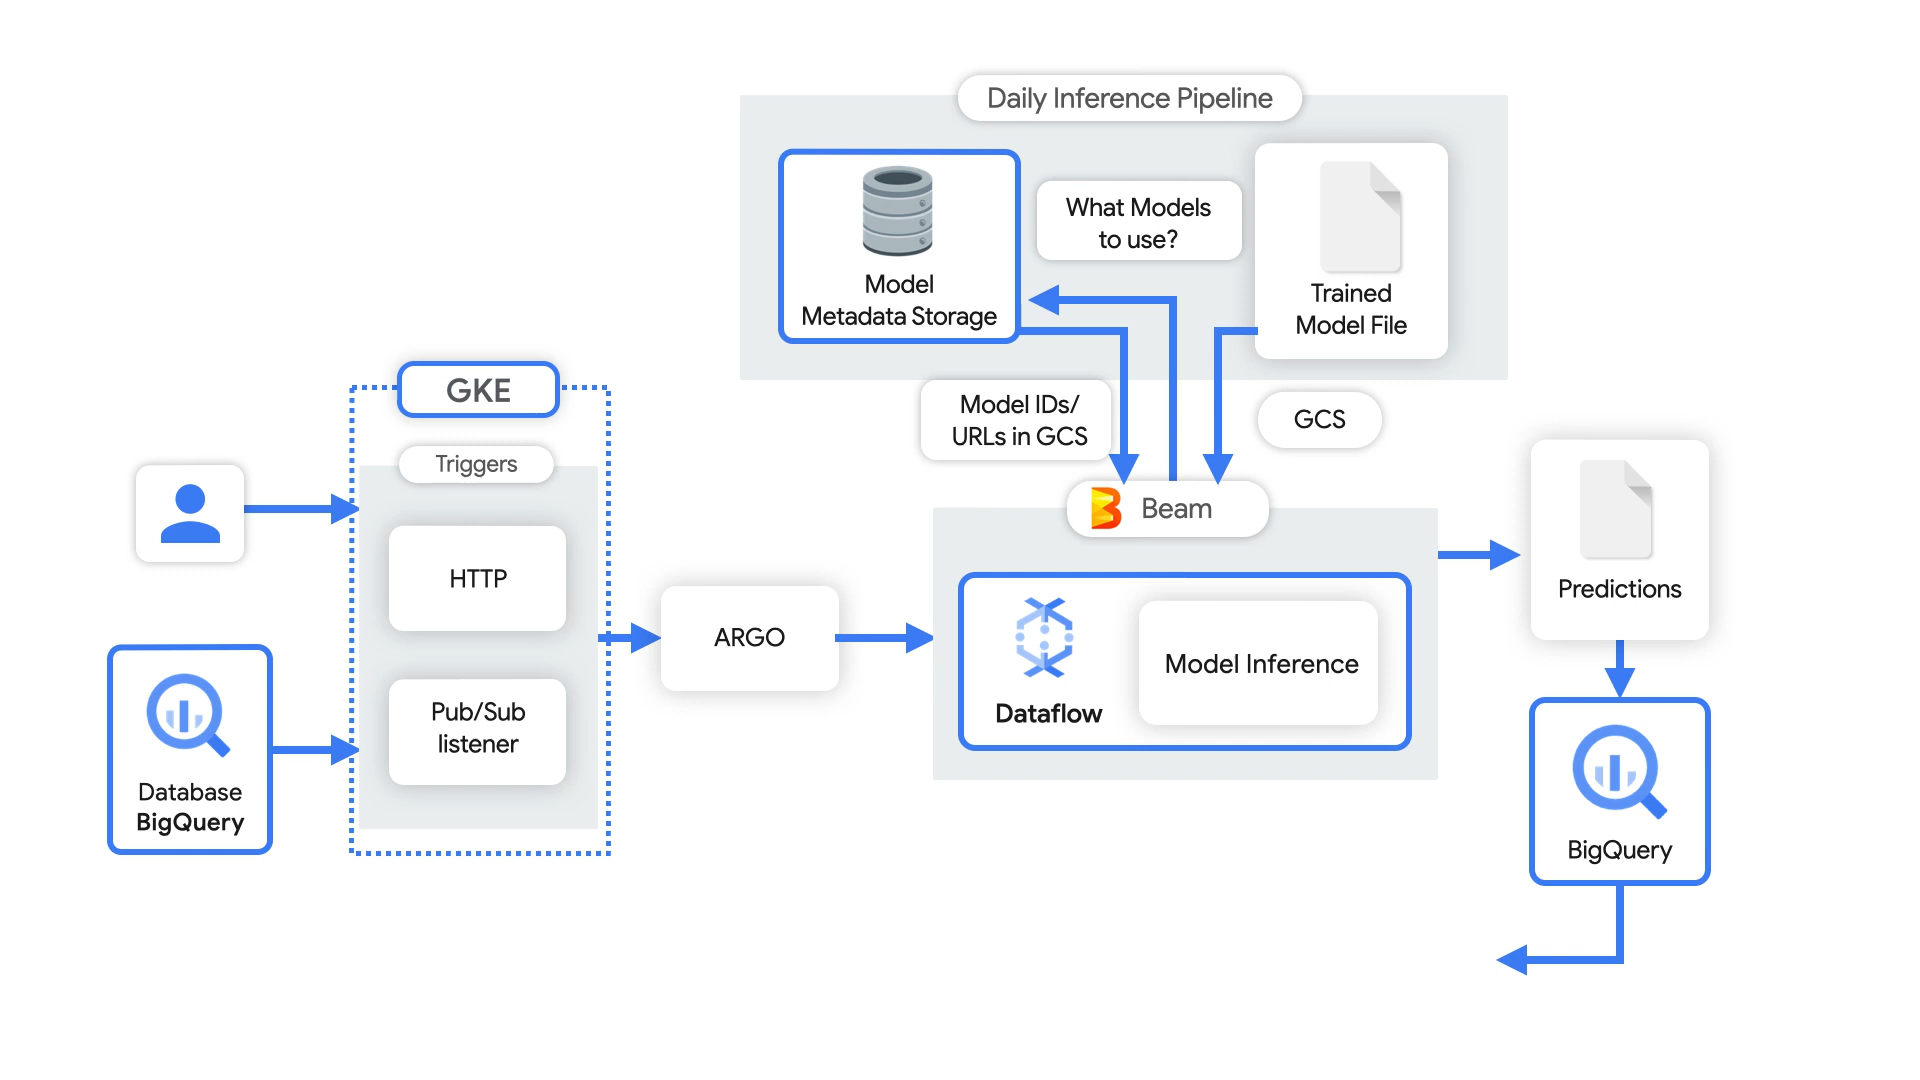 Daily Inference Pipeline
Model
Metadata Storage
What Models
to use?
Trained
Model File
Model IDs/
URLs in GCS
GCS
GKE
Triggers
HTTP
Pub/Sub
listener
Database
BigQuery
ARGO
Beam
Dataflow
Model Inference
Predictions
BigQuery